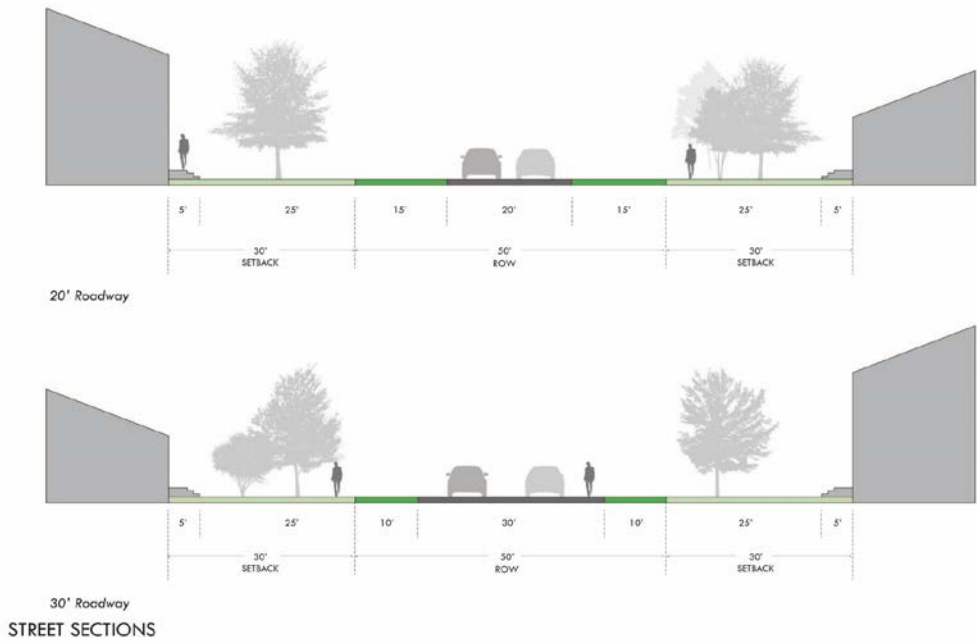 5' 25' 15' 20' 15' 25' 5'
30' 50' 30'
SETBACK ROW SETBACK
20' Roadway
5' 25' 10' 30' 10' 25' 5'
30' 50' 30'
SETBACK ROW SETBACK
30' Roadway
STREET SECTIONS